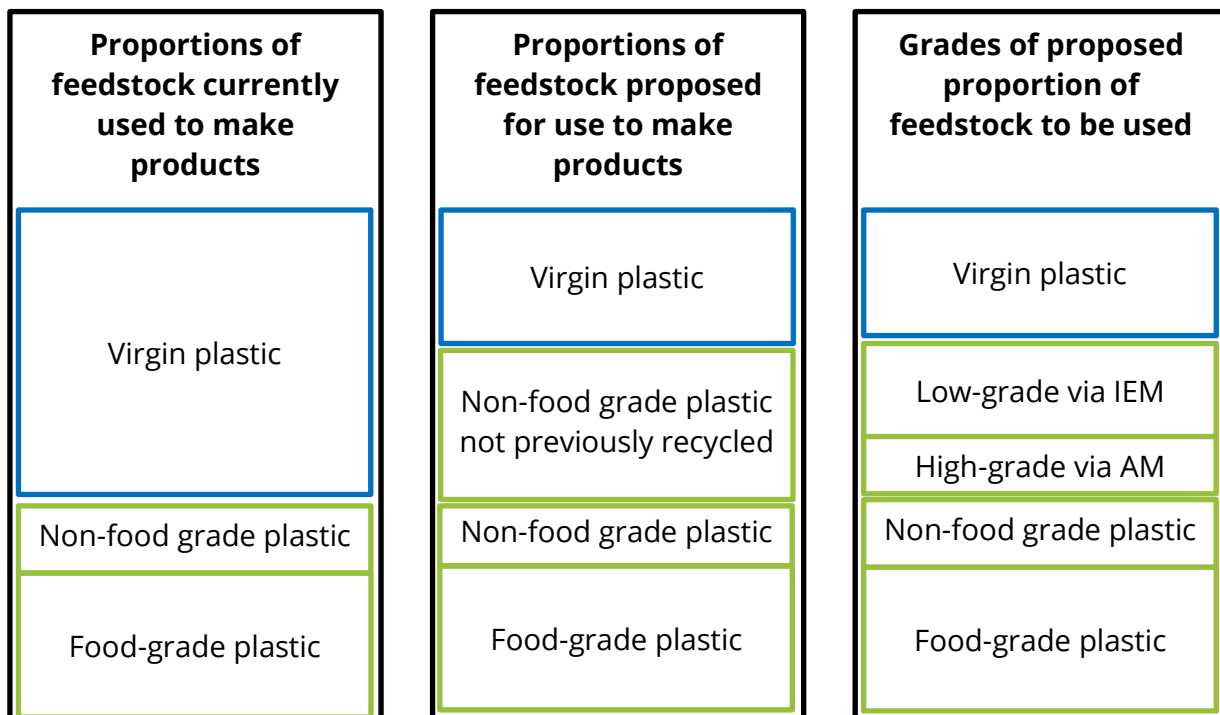 Proportions of
feedstock currently
used to make
products
Virgin plastic
Non-food grade plastic
Food-grade plastic
Proportions of
feedstock proposed
for use to make
products
Virgin plastic
Non-food grade plastic
not previously recycled
Non-food grade plastic
Food-grade plastic
Grades of proposed
proportion of
feedstock to be used
Virgin plastic
Low-grade via IEM
High-grade via AM
Non-food grade plastic
Food-grade plastic